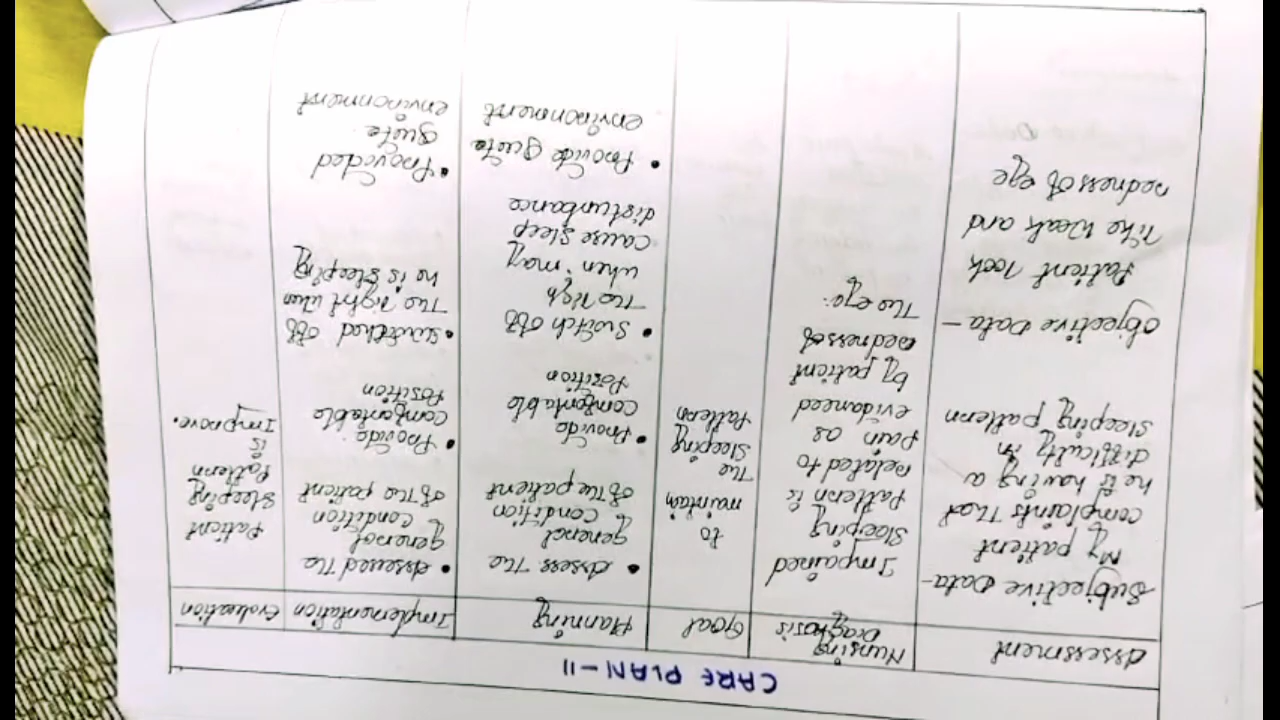 CARE PLAN-11
Assessment
Nursing
Diagnosis
Goal
Planning
Implementation
Evaluation
Subjective Data-
My patient
complaints that
he is having a
difficulty in
sleeping pattern
Objective Data-
Patient look
like weak and
redness of eye
Impaired
Sleeping
Pattern is
related to
pain as
evidanced
by patient
rednessof
The eye.
to
maintain
The
Sleeping
Pattern
• Assess The
general
condition
of the patient
• Provide
comfortable
Position
• Switch off
The
when may
cause sleep
disturbance
• Provide quite
environment
• Assessed The
general
condition
of the patient
• Provide
comfortable
Position
• switched off
The light when
he is sleeping
• Provided
quite
environment
Patient
Sleeping
Pattern
is
Improve.